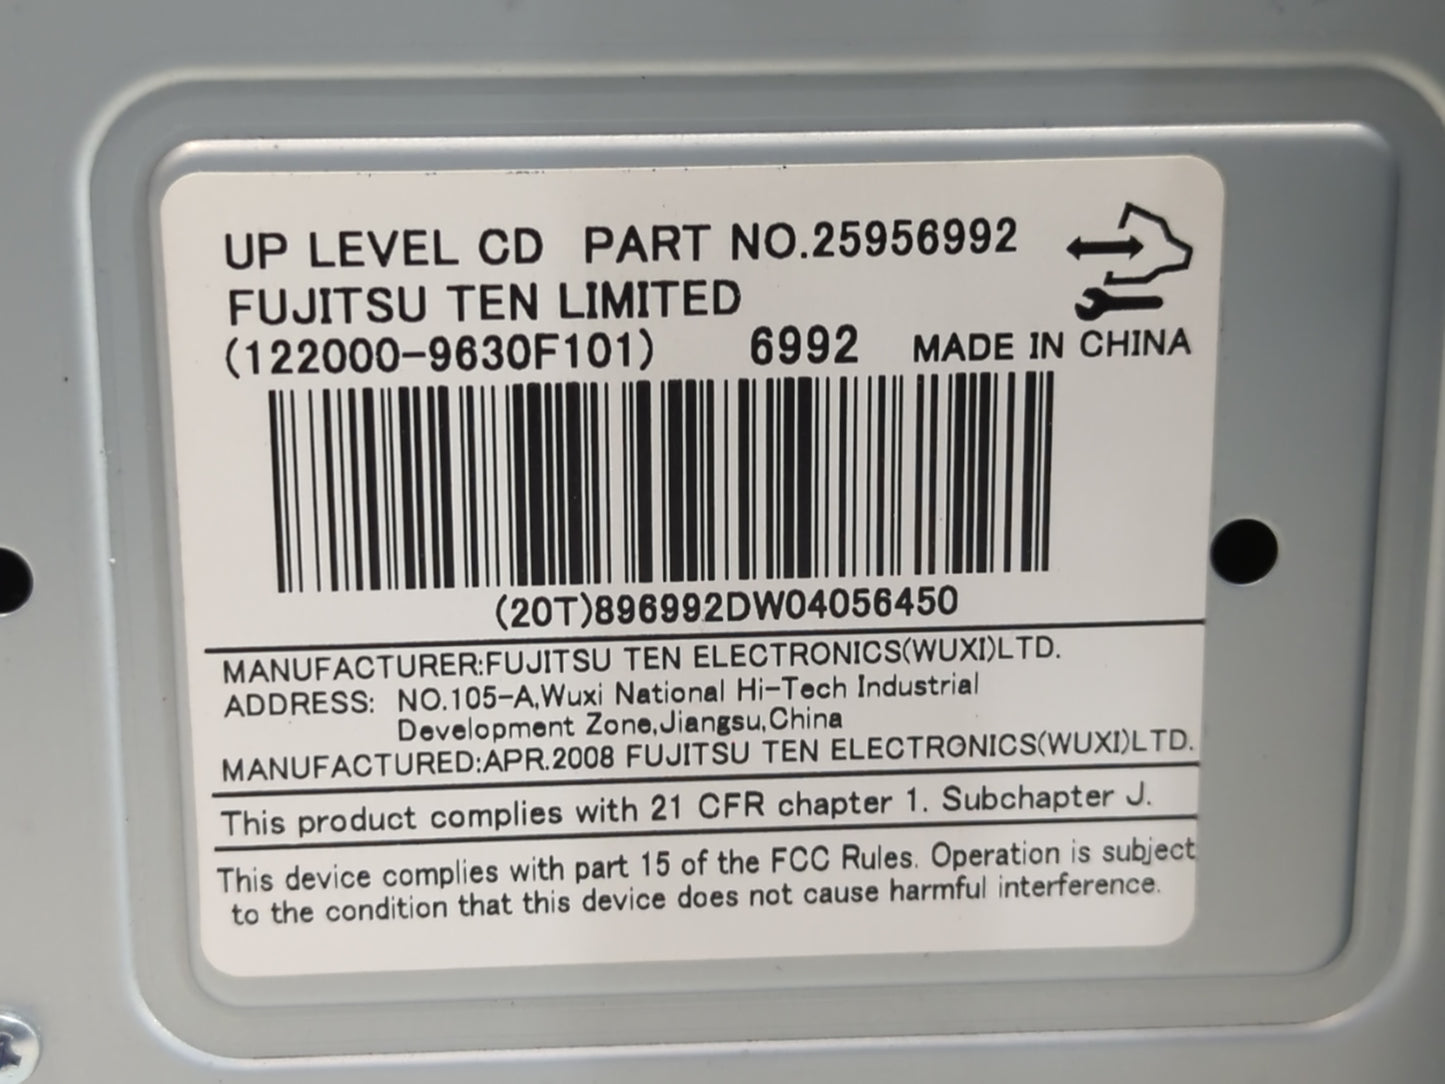 UP LEVEL CD PART NO.25956992
FUJITSU TEN LIMITED
(122000-9630F101) 6992 MADE IN CHINA
(20T)896992DW04056450
MANUFACTURER:FUJITSU TEN ELECTRONICS(WUXI)LTD.
ADDRESS: NO.105-A,Wuxi National Hi-Tech Industrial
Development Zone,Jiangsu,China
MANUFACTURED:APR.2008 FUJITSU TEN ELECTRONICS(WUXI)LTD.
This product complies with 21 CFR chapter 1. Subchapter J.
This device complies with part 15 of the FCC Rules. Operation is subject
to the condition that this device does not cause harmful interference.